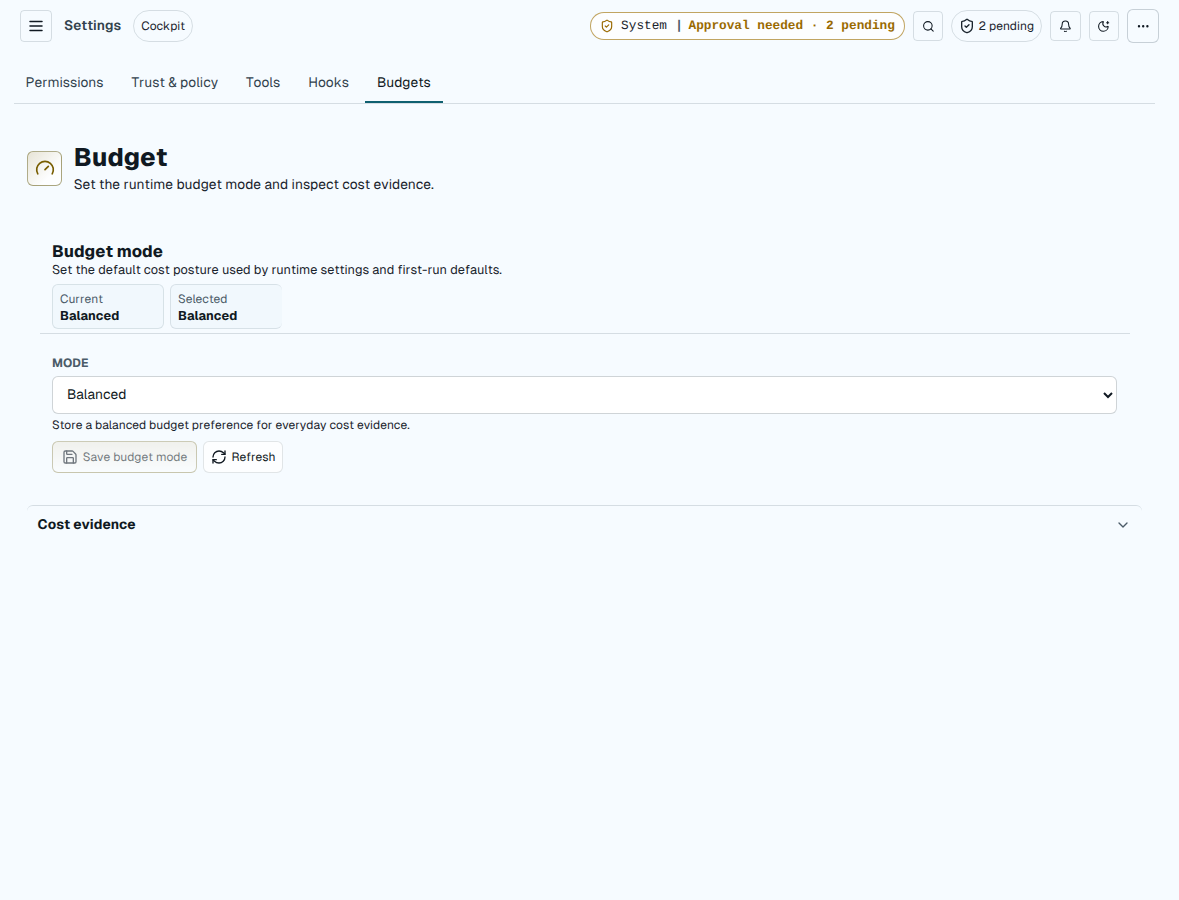 Settings Cockpit System | Approval needed · 2 pending 2 pending
Permissions Trust & policy Tools Hooks Budgets
Budget
Set the runtime budget mode and inspect cost evidence.
Budget mode
Set the default cost posture used by runtime settings and first-run defaults.
Current Selected
Balanced Balanced
MODE
Balanced
Store a balanced budget preference for everyday cost evidence.
Save budget mode Refresh
Cost evidence